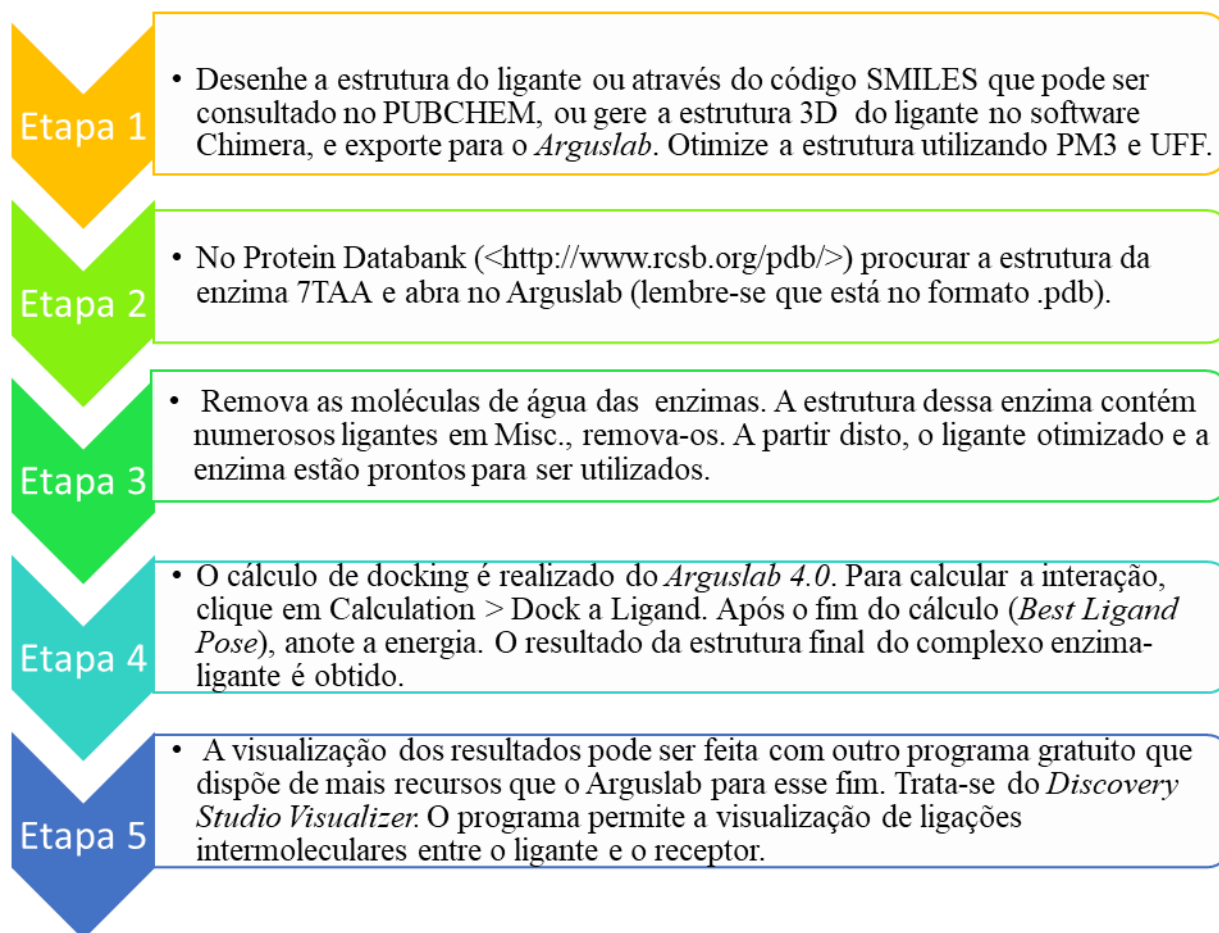 Etapa 1
• Desenhe a estrutura do ligante ou através do código SMILES que pode ser
consultado no PUBCHEM, ou gere a estrutura 3D do ligante no software
Chimera, e exporte para o Arguslab. Otimize a estrutura utilizando PM3 e UFF.
Etapa 2
• No Protein Databank (<http://www.rcsb.org/pdb/>) procurar a estrutura da
enzima 7TAA e abra no Arguslab (lembre-se que está no formato .pdb).
Etapa 3
• Remova as moléculas de água das enzimas. A estrutura dessa enzima contém
numerosos ligantes em Misc., remova-os. A partir disto, o ligante otimizado e a
enzima estão prontos para ser utilizados.
Etapa 4
• O cálculo de docking é realizado do Arguslab 4.0. Para calcular a interação,
clique em Calculation > Dock a Ligand. Após o fim do cálculo (Best Ligand
Pose), anote a energia. O resultado da estrutura final do complexo enzima-
ligante é obtido.
Etapa 5
• A visualização dos resultados pode ser feita com outro programa gratuito que
dispõe de mais recursos que o Arguslab para esse fim. Trata-se do Discovery
Studio Visualizer. O programa permite a visualização de ligações
intermoleculares entre o ligante e o receptor.